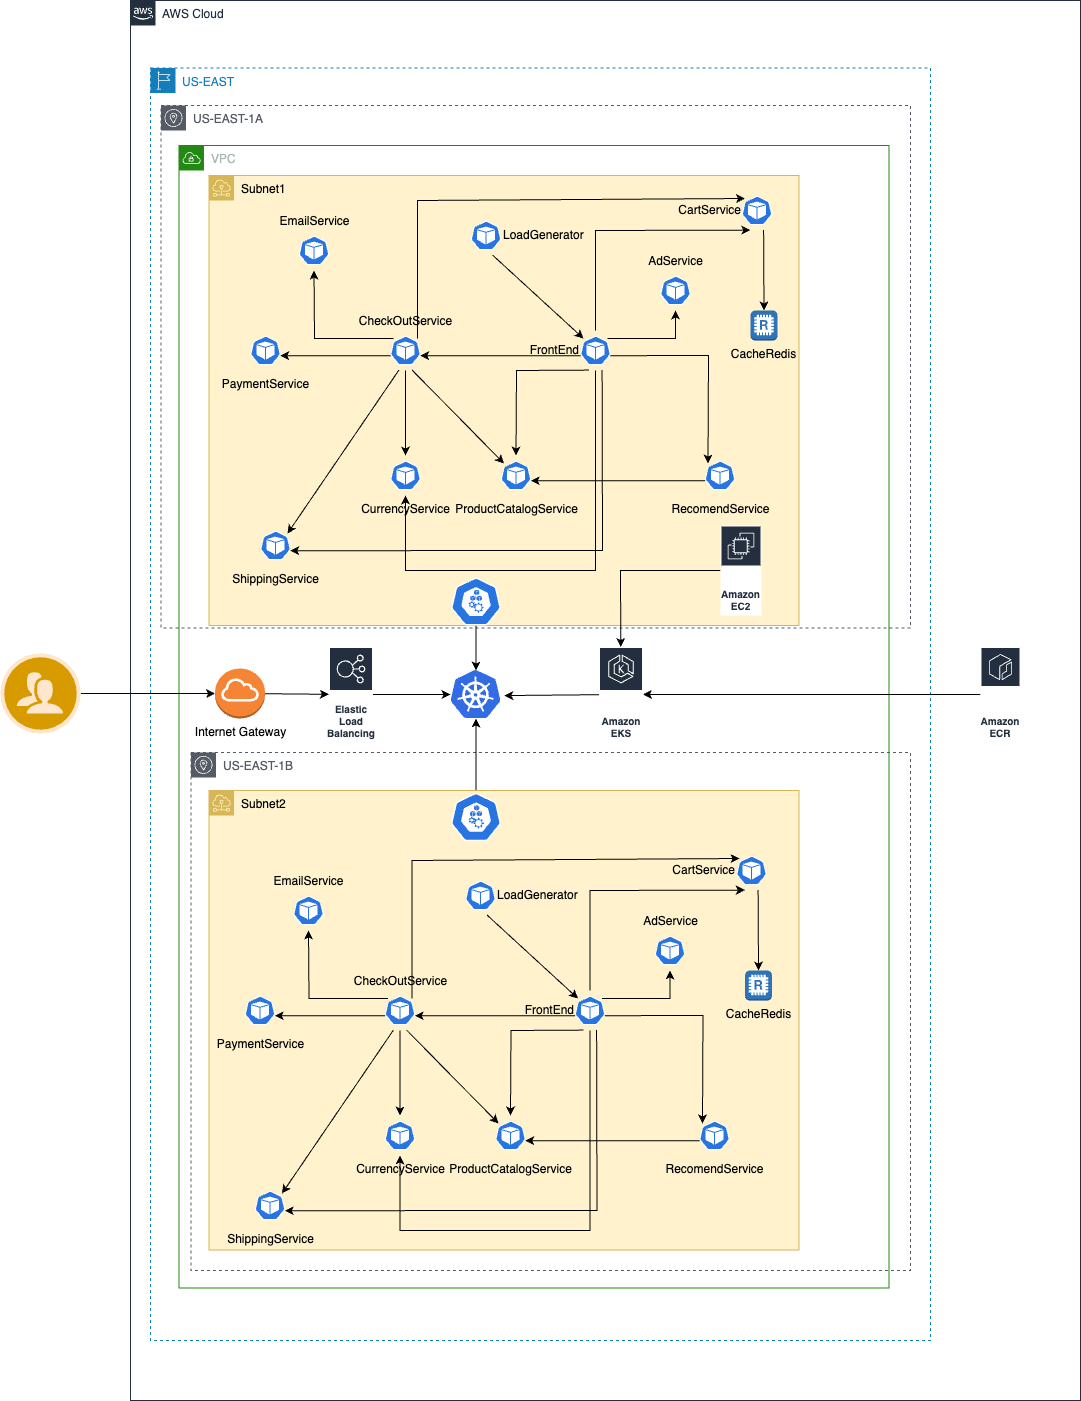 aws
AWS Cloud
US-EAST
US-EAST-1A
VPC
Subnet1
EmailService
CartService
LoadGenerator
AdService
CheckOutService
R
FrontEnd
CacheRedis
PaymentService
CurrencyService
ProductCatalogService
RecomendService
ShippingService
Amazon
EC2
K
Internet Gateway
Elastic
Load
Balancing
Amazon
EKS
Amazon
ECR
US-EAST-1B
Subnet2
CartService
EmailService
LoadGenerator
AdService
CheckOutService
R
FrontEnd
CacheRedis
PaymentService
CurrencyService
ProductCatalogService
RecomendService
ShippingService